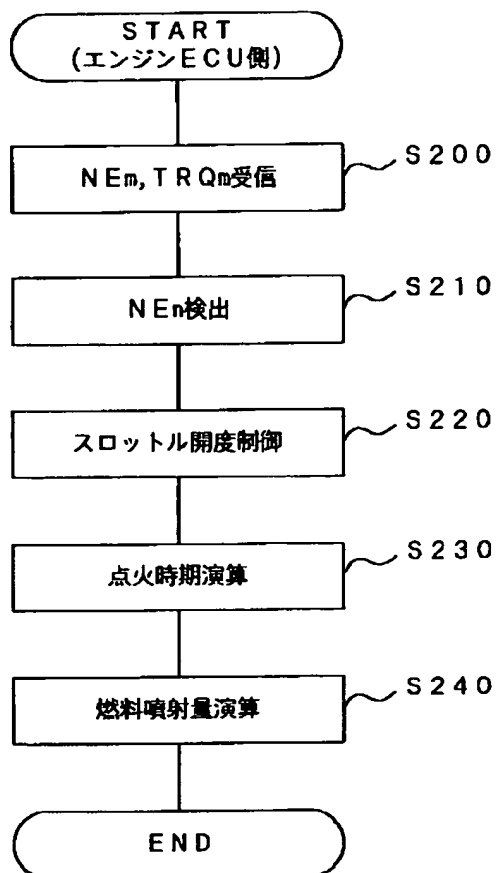 START
(エンジンECU側)
NEm,TRQm受信
S200
NEn検出
S210
スロットル開度制御
S220
点火時期演算
S230
燃料噴射量演算
S240
END